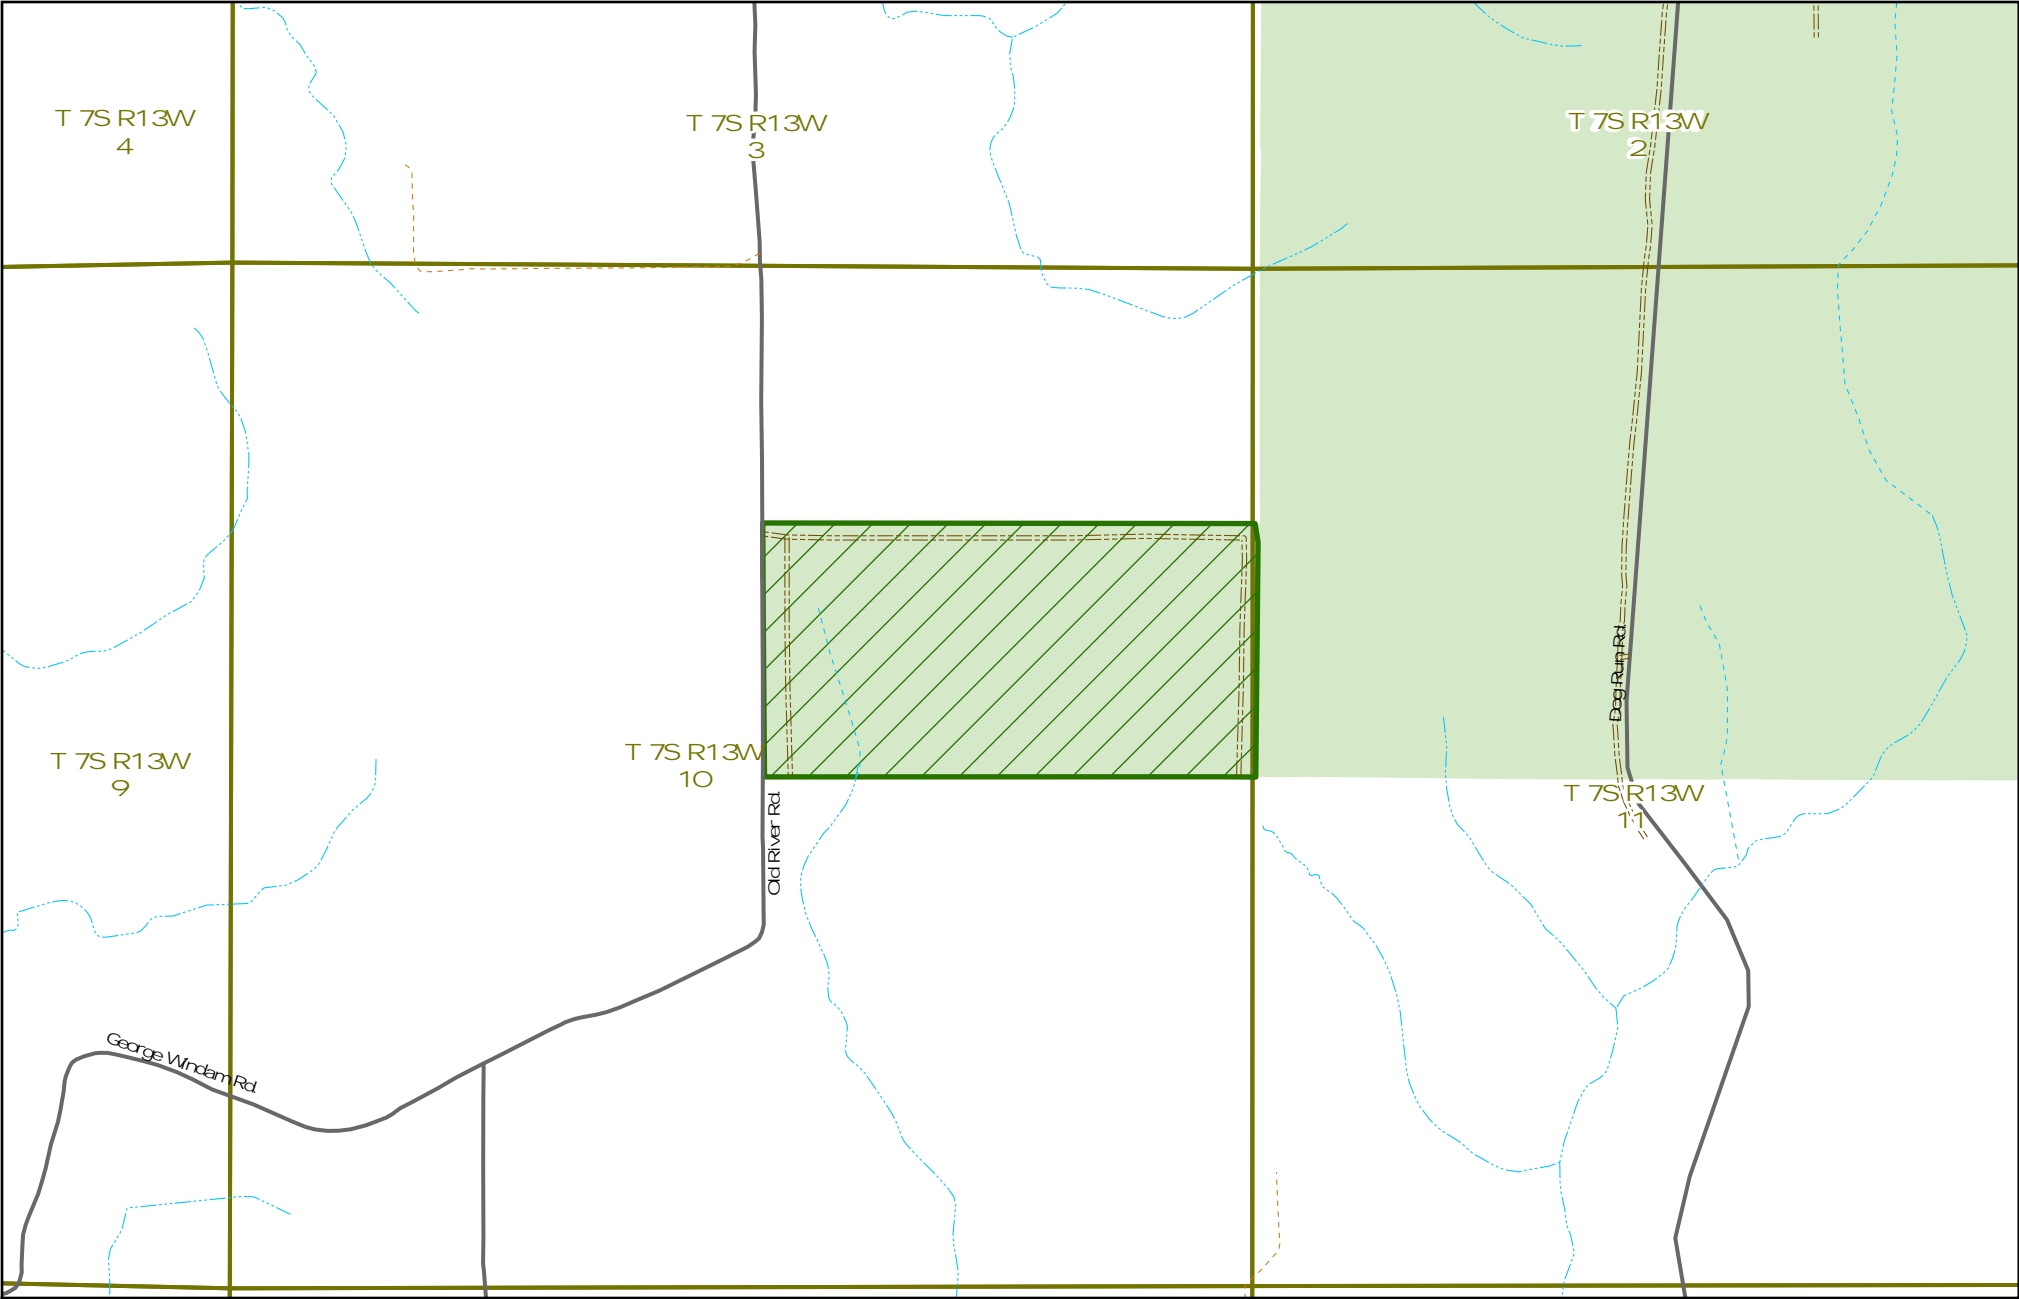 T 7S R13W
4
T 7S R13W
3
T 7S R13W
2
T 7S R13W
9
T 7S R13W
10
T 7S R13W
11
Dog Run Rd.
Old River Rd.
George Windam Rd.